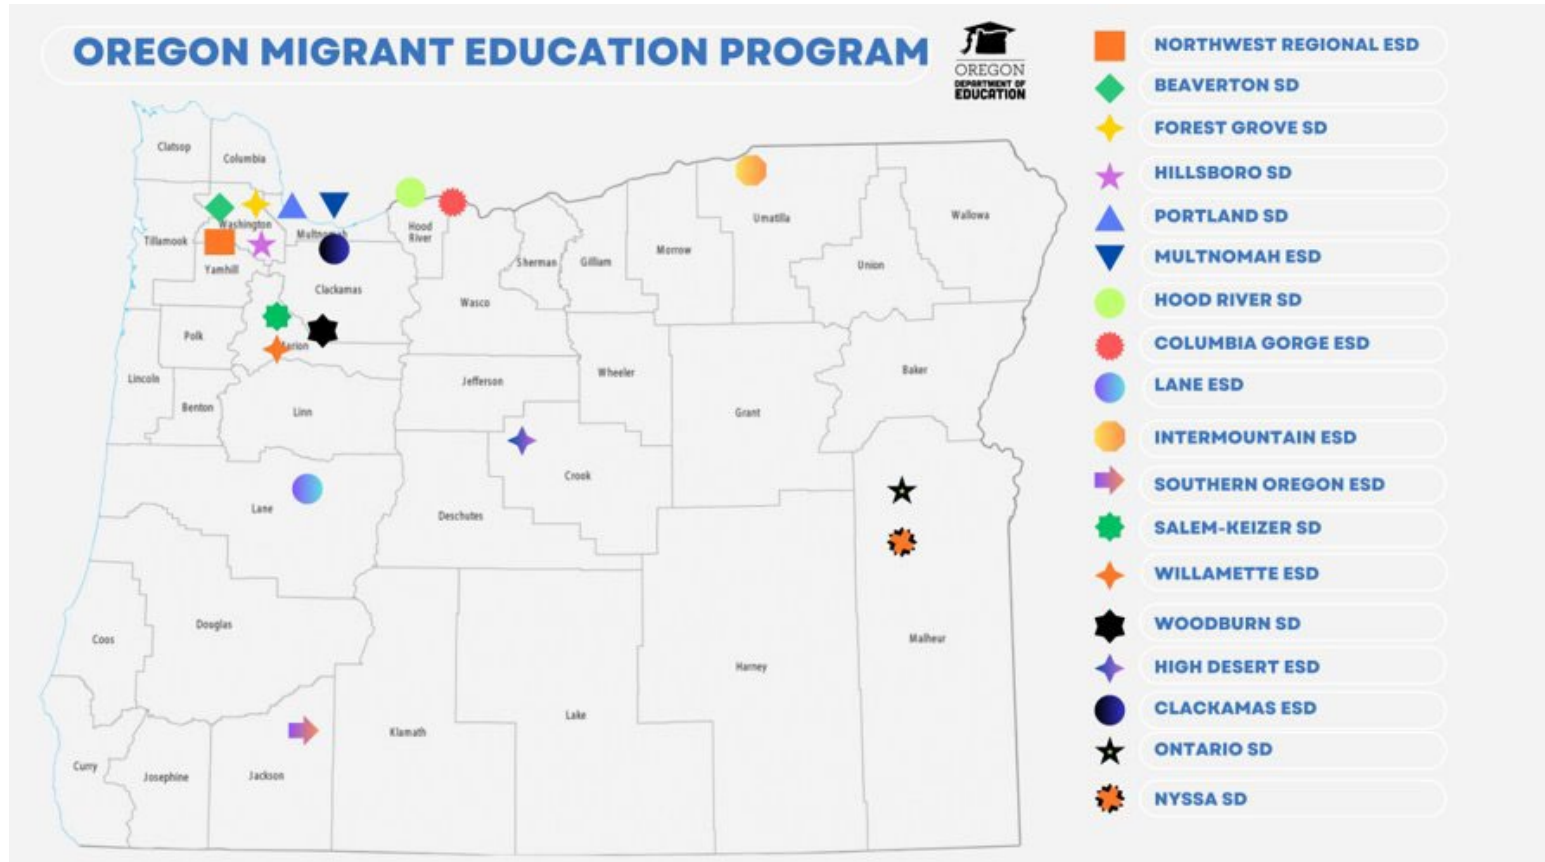 OREGON MIGRANT EDUCATION PROGRAM
OREGON
DEPARTMENT OF
EDUCATION
NORTHWEST REGIONAL ESD
BEAVERTON SD
FOREST GROVE SD
HILLSBORO SD
PORTLAND SD
MULTNOMAH ESD
HOOD RIVER SD
COLUMBIA GORGE ESD
LANE ESD
INTERMOUNTAIN ESD
SOUTHERN OREGON ESD
SALEM-KEIZER SD
WILLAMETTE ESD
WOODBURN SD
HIGH DESERT ESD
CLACKAMAS ESD
ONTARIO SD
NYSSA SD
Clatsop
Columbia
Washington
Tillamook
Multnomah
Hood
River
Yamhill
Clackamas
Wasco
Sherman
Gilliam
Morrow
Umatilla
Union
Wallowa
Polk
Marion
Lincoln
Benton
Linn
Jefferson
Wheeler
Grant
Baker
Crook
Lane
Deschutes
Coos
Douglas
Harney
Malheur
Curry
Josephine
Jackson
Klamath
Lake